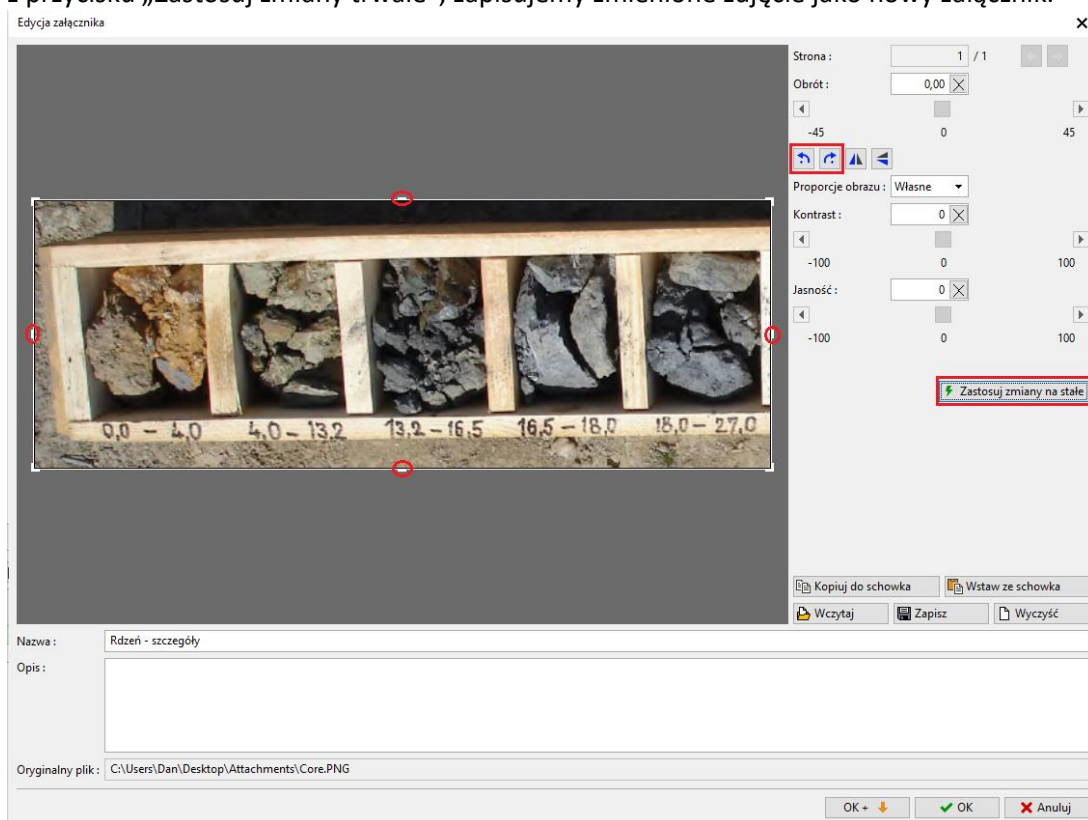 z przycisku „Zastosuj zmiany trwale”, zapisujemy zmienione zdjęcie jako nowy załącznik.
Edycja załącznika
Strona : 1 / 1
Obrót : 0,00
-45 0 45
Proporcje obrazu : Własne
Kontrast : 0
-100 0 100
Jasność : 0
-100 0 100
Zastosuj zmiany na stałe
0,0 – 4,0 4,0 – 13,2 13,2 – 16,5 16,5 – 18,0 18,0 – 27,0
Kopiuj do schowka Wstaw ze schowka
Wczytaj Zapisz Wyczyść
Nazwa : Rdzeń - szczegóły
Opis :
Oryginalny plik : C:\Users\Dan\Desktop\Attachments\Core.PNG
OK + OK Anuluj